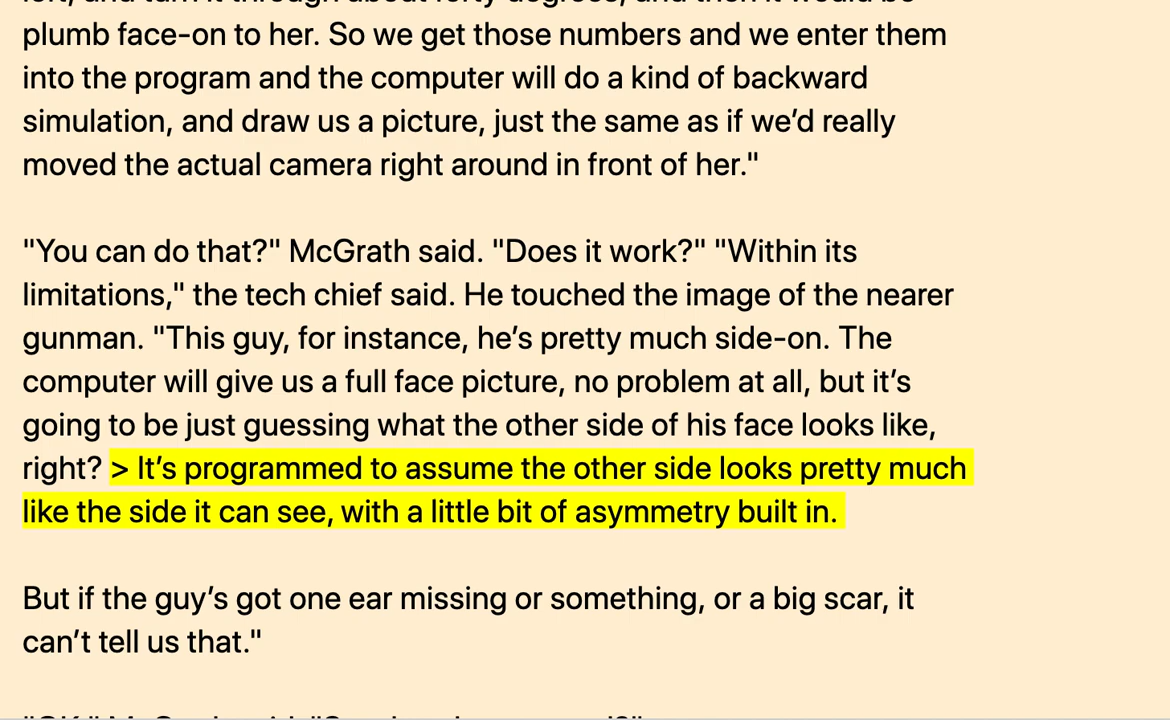 plumb face-on to her. So we get those numbers and we enter them
into the program and the computer will do a kind of backward
simulation, and draw us a picture, just the same as if we’d really
moved the actual camera right around in front of her."
"You can do that?" McGrath said. "Does it work?" "Within its
limitations," the tech chief said. He touched the image of the nearer
gunman. "This guy, for instance, he’s pretty much side-on. The
computer will give us a full face picture, no problem at all, but it’s
going to be just guessing what the other side of his face looks like,
right? > It’s programmed to assume the other side looks pretty much
like the side it can see, with a little bit of asymmetry built in.
But if the guy’s got one ear missing or something, or a big scar, it
can’t tell us that."